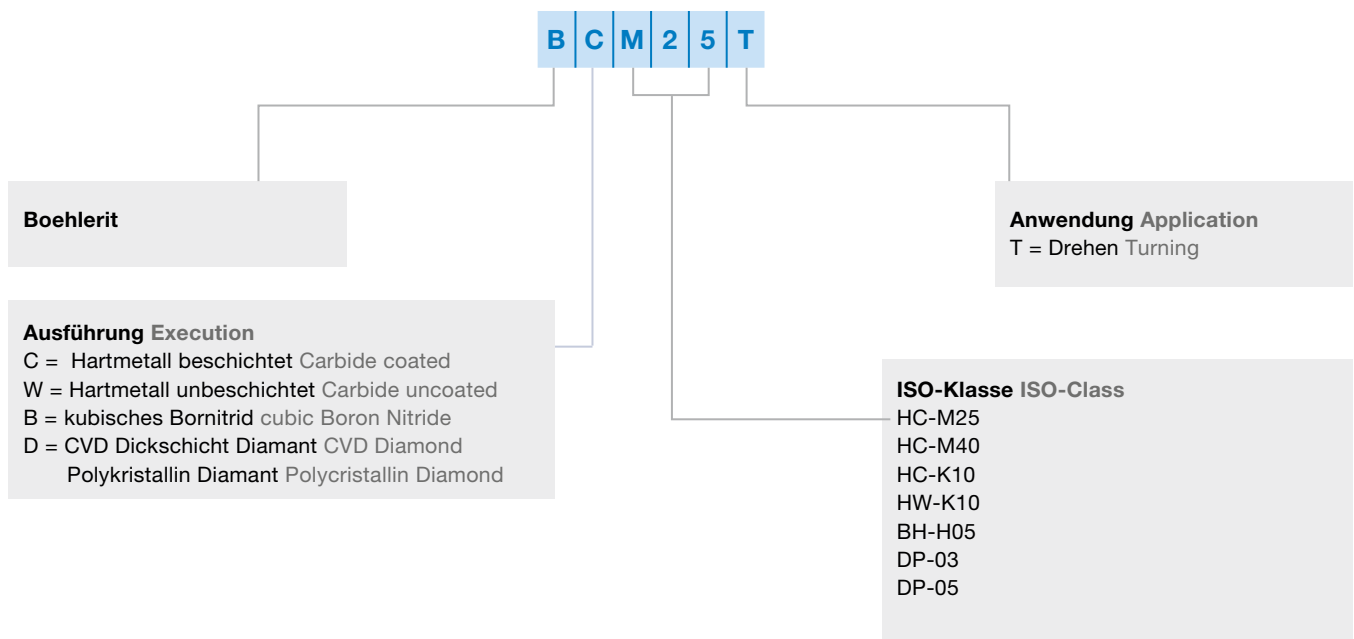 B C M 2 5 T
Boehlerit
Ausführung Execution
C = Hartmetall beschichtet Carbide coated
W = Hartmetall unbeschichtet Carbide uncoated
B = kubisches Bornitrid cubic Boron Nitride
D = CVD Dickschicht Diamant CVD Diamond
Polykristallin Diamant Polycristallin Diamond
Anwendung Application
T = Drehen Turning
ISO-Klasse ISO-Class
HC-M25
HC-M40
HC-K10
HW-K10
BH-H05
DP-03
DP-05